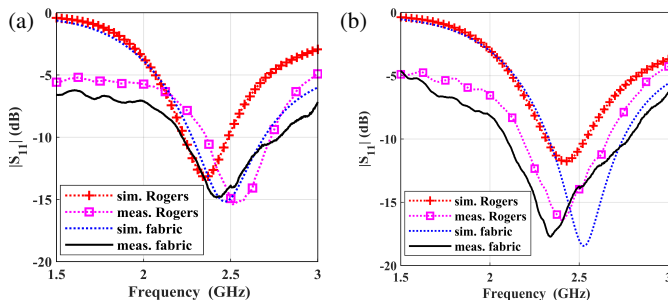 (a)
0
-5
-10
-15
-20
|S11| (dB)
sim. Rogers
meas. Rogers
sim. fabric
meas. fabric
1.5 2 2.5 3
Frequency (GHz)
(b)
0
-5
-10
-15
-20
|S11| (dB)
sim. Rogers
meas. Rogers
sim. fabric
meas. fabric
1.5 2 2.5 3
Frequency (GHz)